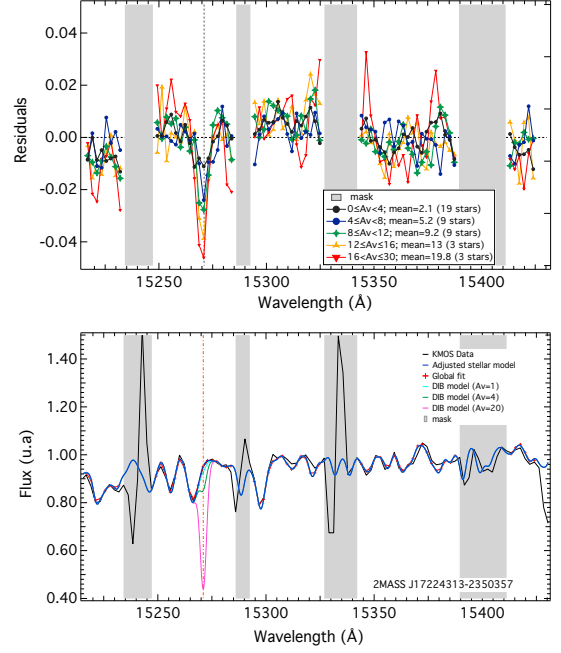 0.04
0.02
0.00
-0.02
-0.04
Residuals
mask
0≤Av<4; mean=2.1 (19 stars)
4≤Av<8; mean=5.2 (9 stars)
8≤Av<12; mean=9.2 (9 stars)
12≤Av≤16; mean=13 (3 stars)
16<Av≤30; mean=19.8 (3 stars)
15250 15300 15350 15400
Wavelength (Å)
1.40
1.20
1.00
0.80
0.60
0.40
Flux (u.a)
KMOS Data
Adjusted stellar model
Global fit
DIB model (Av=1)
DIB model (Av=4)
DIB model (Av=20)
mask
2MASS J17224313-2350357
15250 15300 15350 15400
Wavelength (Å)